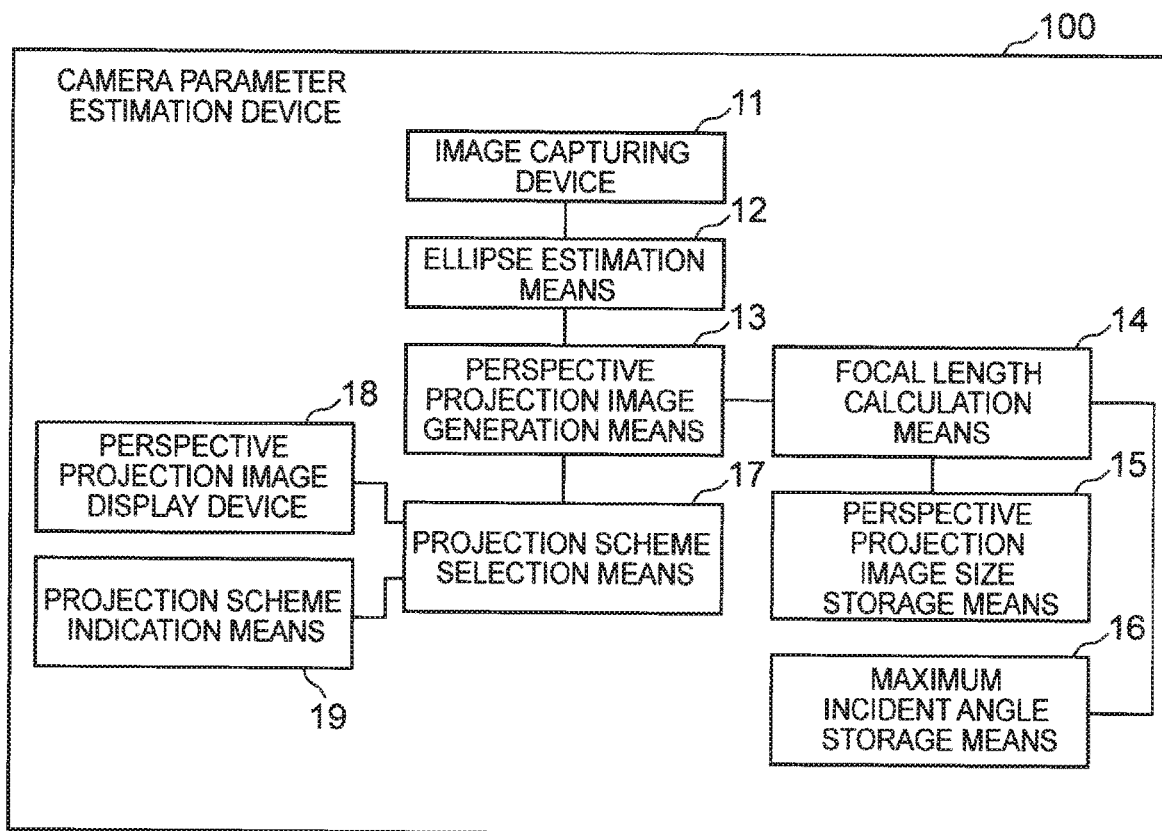 100
CAMERA PARAMETER
ESTIMATION DEVICE
11
IMAGE CAPTURING
DEVICE
12
ELLIPSE ESTIMATION
MEANS
13
PERSPECTIVE
PROJECTION IMAGE
GENERATION MEANS
14
FOCAL LENGTH
CALCULATION
MEANS
18
PERSPECTIVE
PROJECTION IMAGE
DISPLAY DEVICE
17
PROJECTION SCHEME
SELECTION MEANS
15
PERSPECTIVE
PROJECTION
IMAGE SIZE
STORAGE MEANS
PROJECTION SCHEME
INDICATION MEANS
19
16
MAXIMUM
INCIDENT ANGLE
STORAGE MEANS